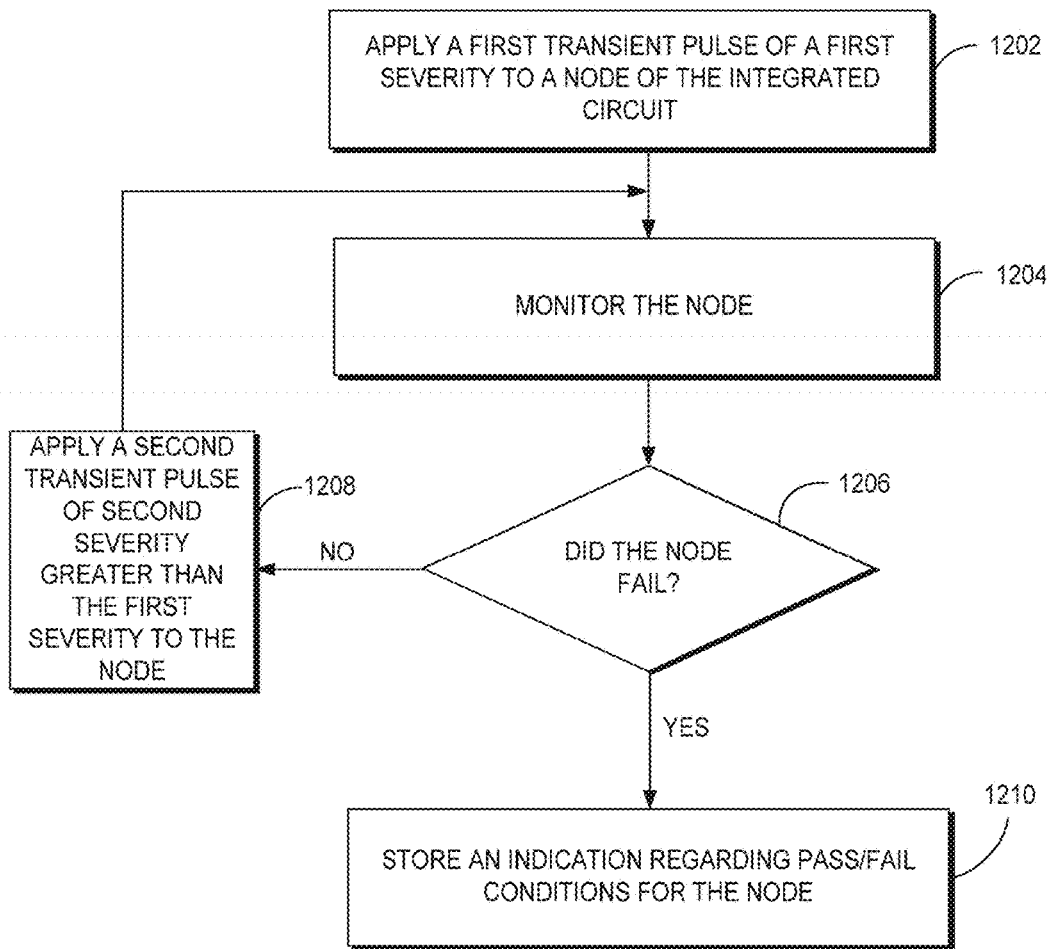 APPLY A FIRST TRANSIENT PULSE OF A FIRST
SEVERITY TO A NODE OF THE INTEGRATED
CIRCUIT
1202
MONITOR THE NODE
1204
APPLY A SECOND
TRANSIENT PULSE
OF SECOND
SEVERITY
GREATER THAN
THE FIRST
SEVERITY TO THE
NODE
1208
NO
DID THE NODE
FAIL?
1206
YES
STORE AN INDICATION REGARDING PASS/FAIL
CONDITIONS FOR THE NODE
1210